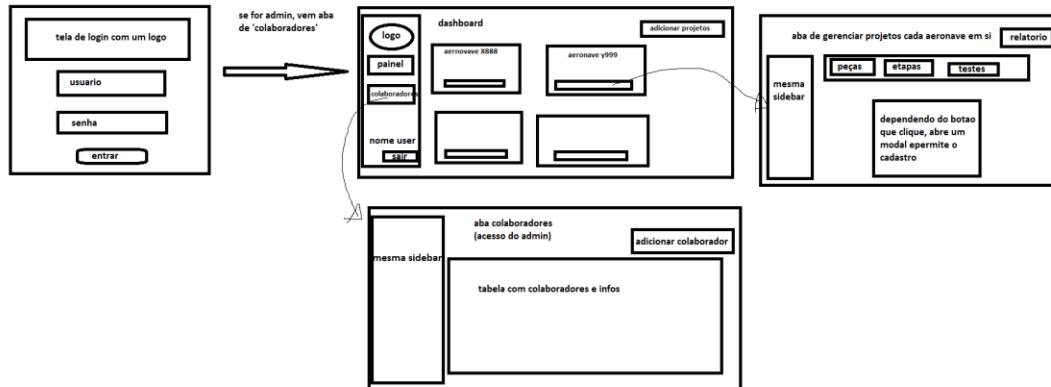 tela de login com um logo
usuario
senha
entrar
se for admin, vem aba
de 'colaboradores'
logo
painel
colaboradores
nome user
sair
dashboard
adicionar projetos
aernovave X888
aeronave y999
aba de gerenciar projetos cada aeronave em si
relatorio
mesma
sidebar
peças
etapas
testes
dependendo do botao
que clique, abre um
modal epermite o
cadastro
mesma sidebar
aba colaboradores
(acesso do admin)
adicionar colaborador
tabela com colaboradores e infos